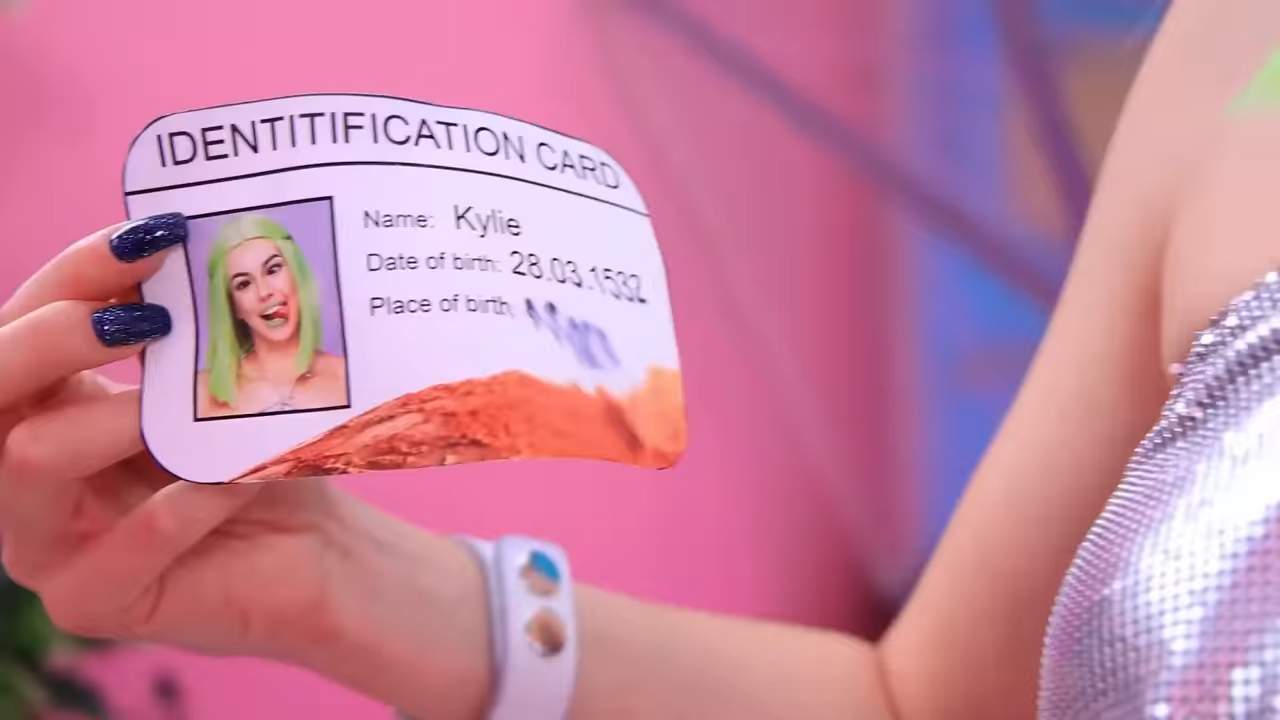 IDENTITIFICATION CARD
Name: Kylie
Date of birth: 28.03.1532
Place of birth: